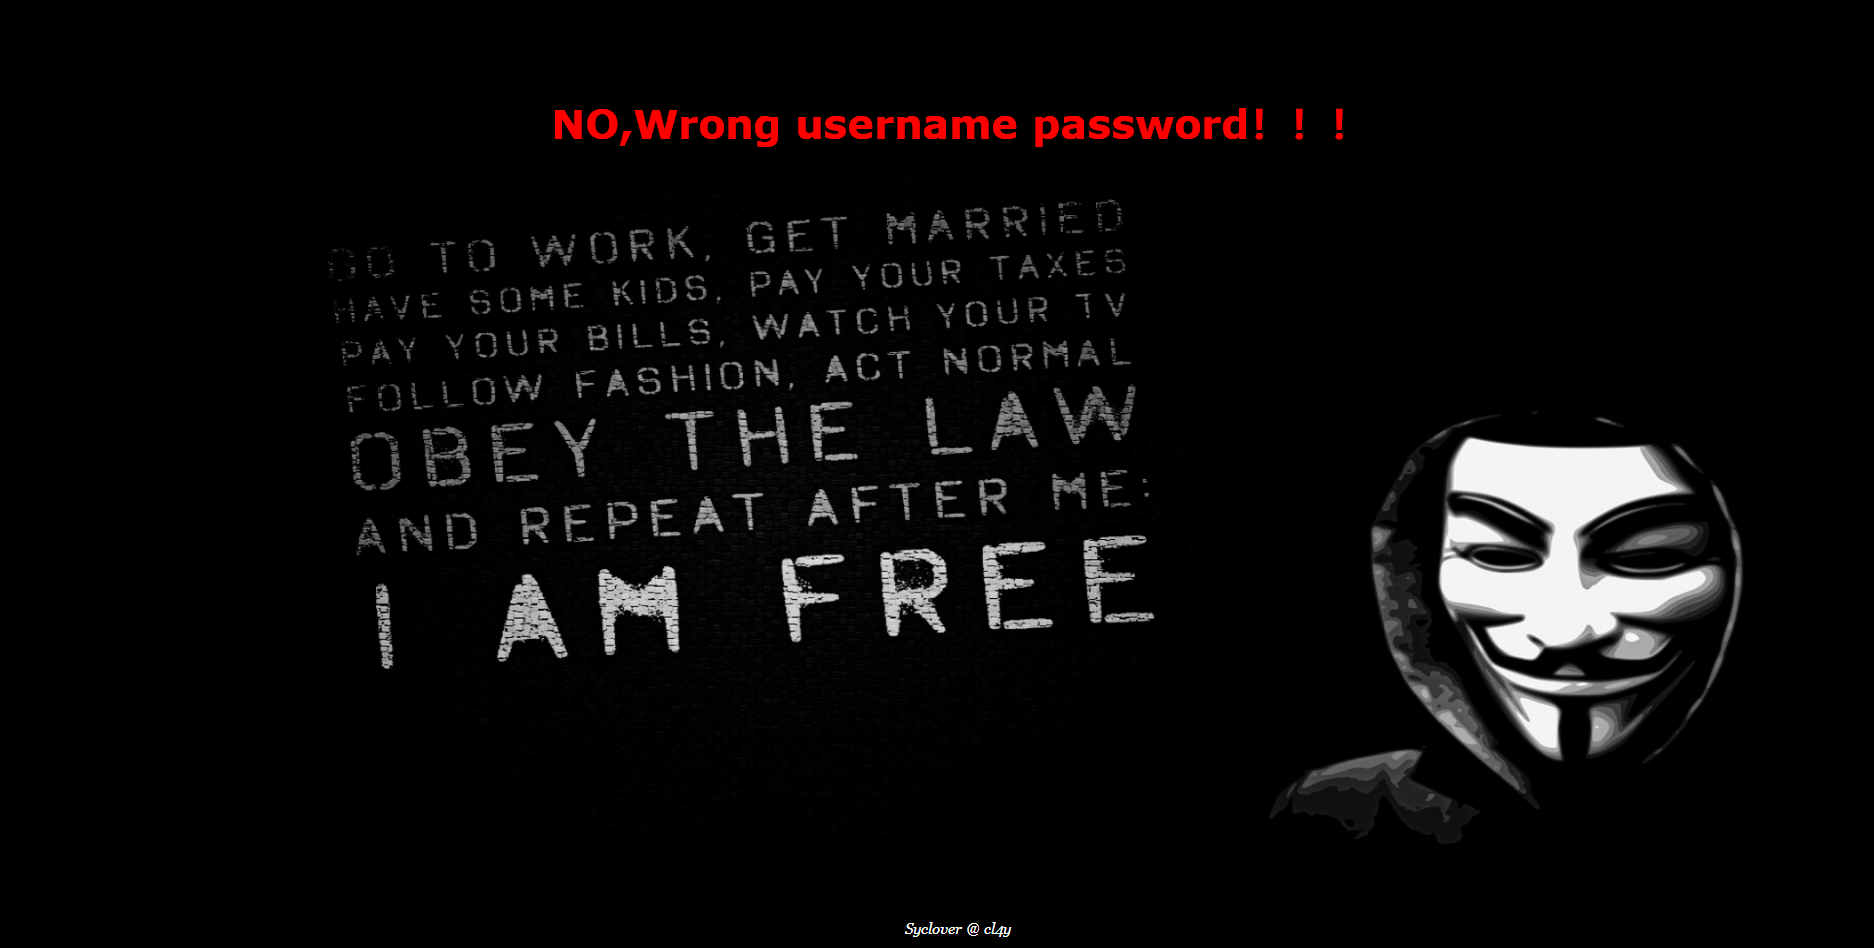 NO,Wrong username password！！！
GO TO WORK, GET MARRIED
HAVE SOME KIDS, PAY YOUR TAXES
PAY YOUR BILLS, WATCH YOUR TV
FOLLOW FASHION, ACT NORMAL
OBEY THE LAW
AND REPEAT AFTER ME:
I AM FREE
Syclover @ cl4y